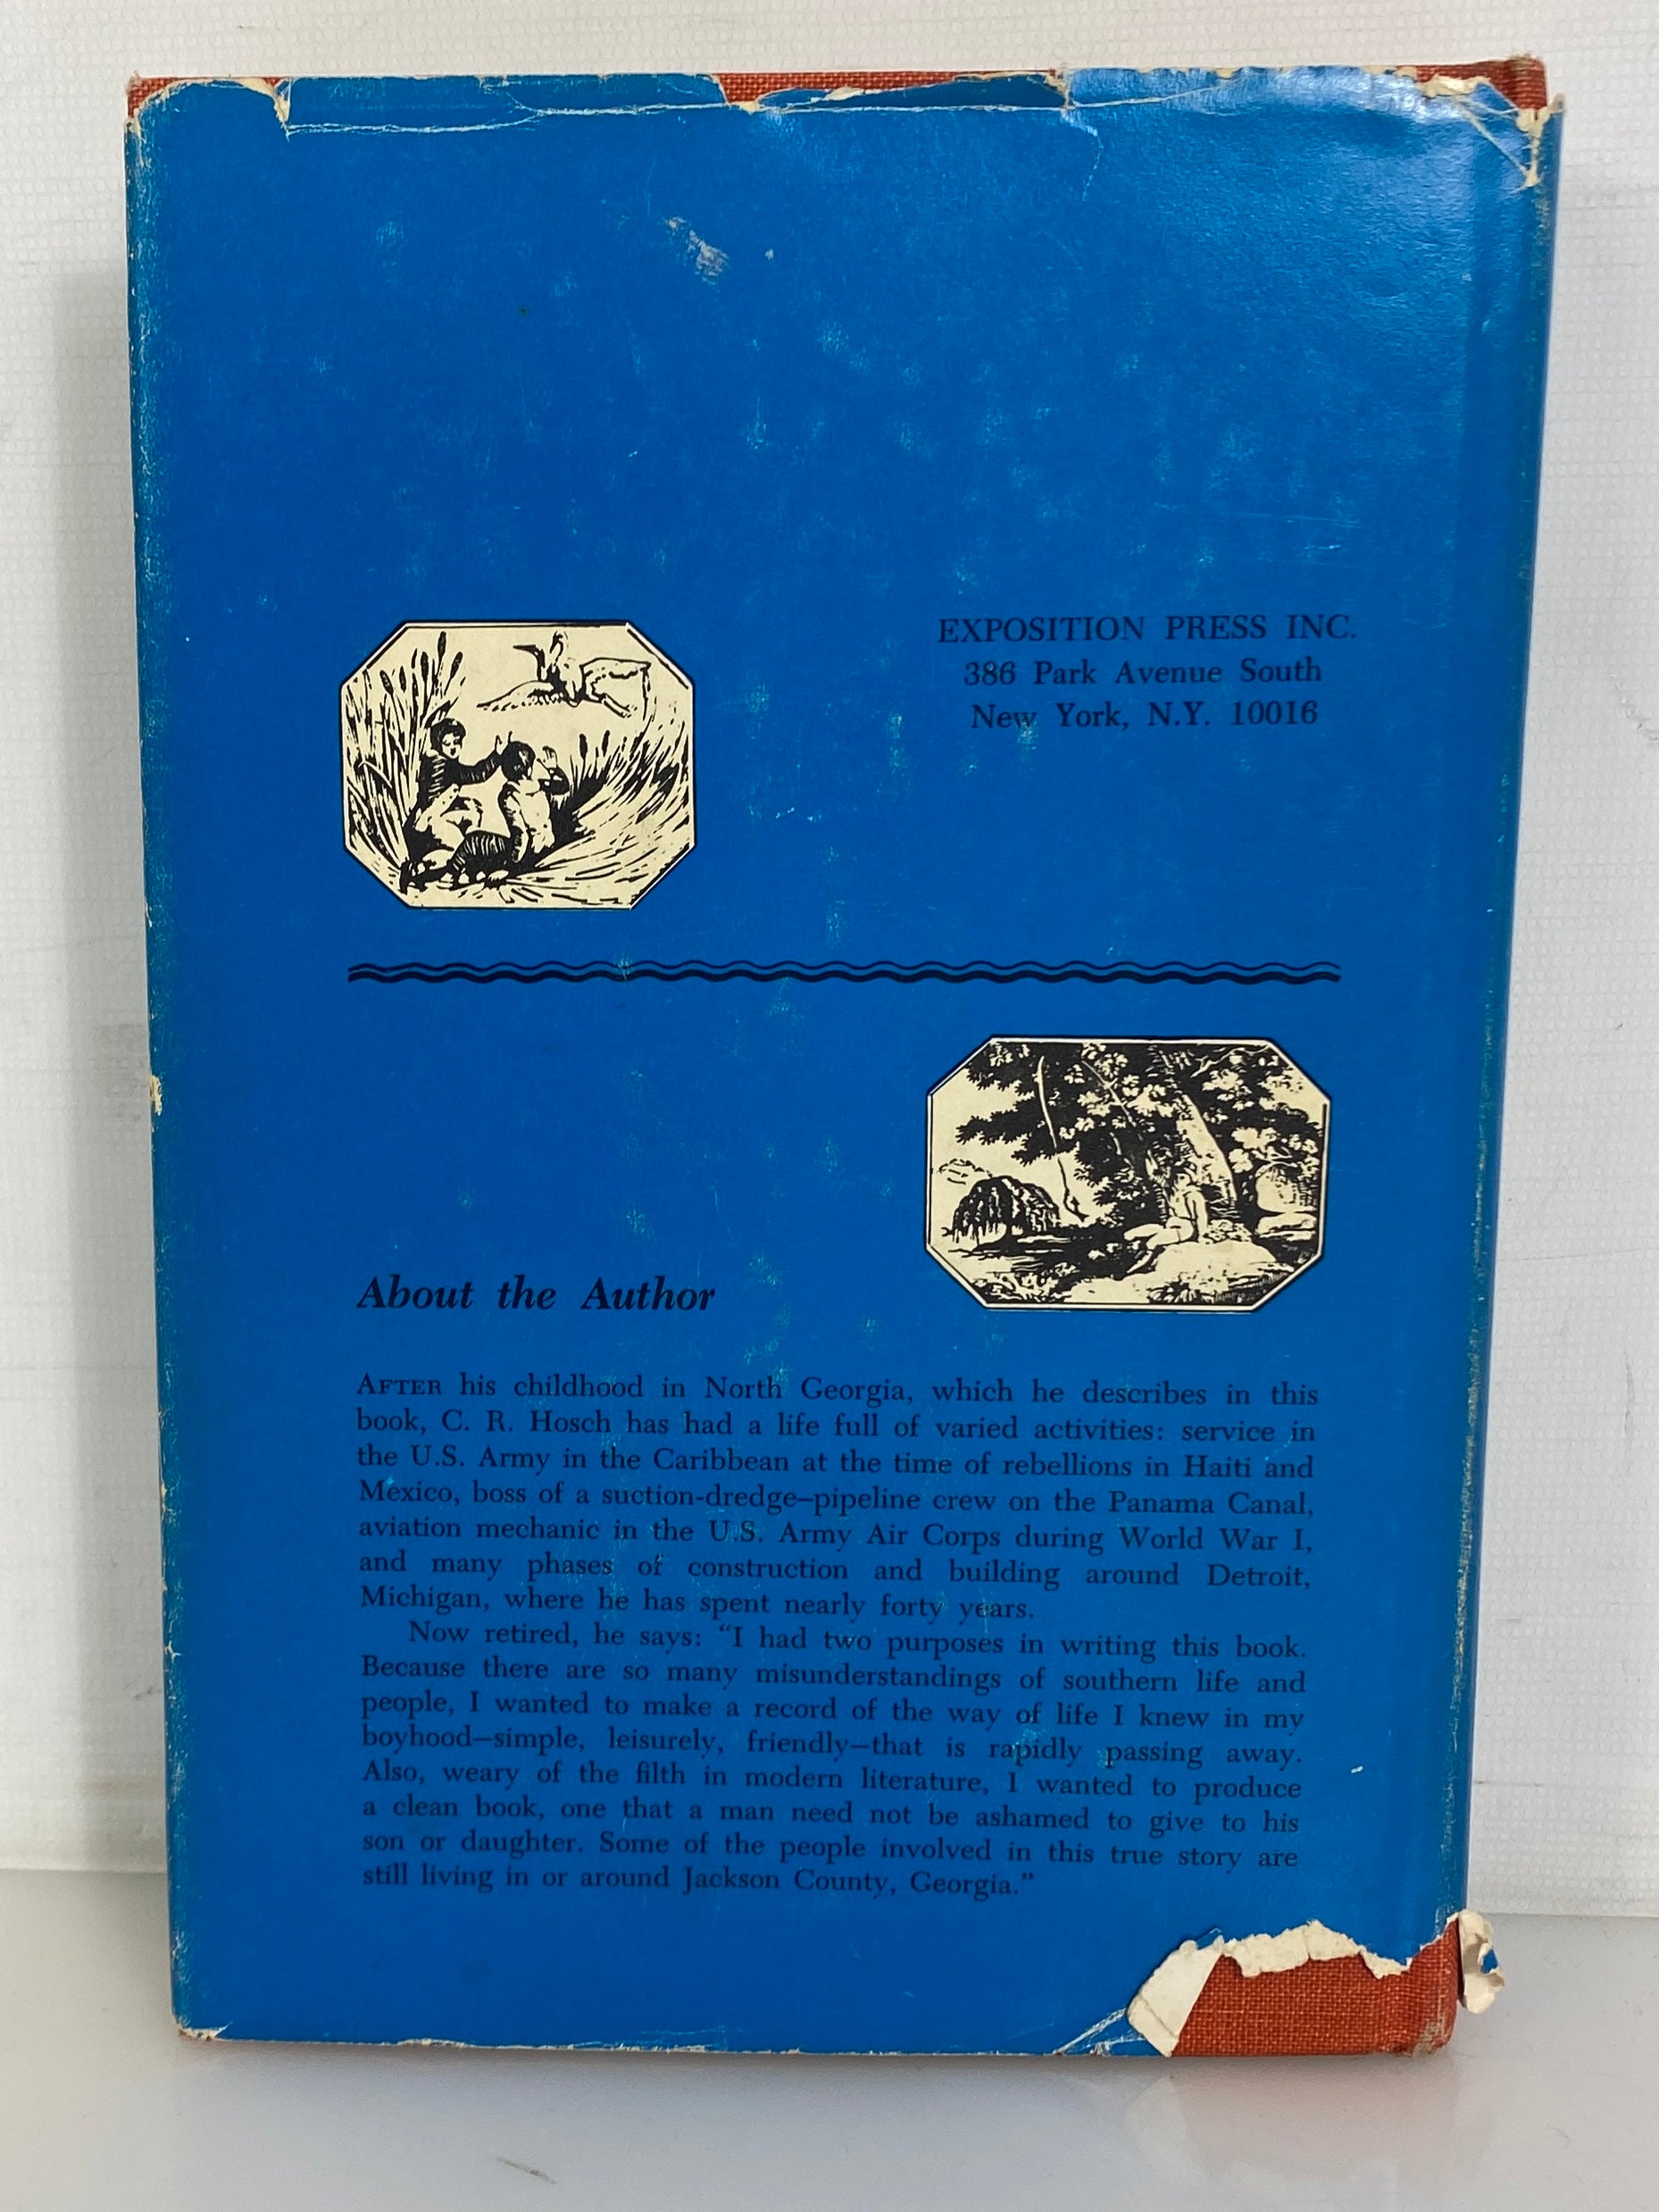 EXPOSITION PRESS INC.
386 Park Avenue South
New York, N.Y. 10016
About the Author
AFTER his childhood in North Georgia, which he describes in this
book, C. R. Hosch has had a life full of varied activities: service in
the U.S. Army in the Caribbean at the time of rebellions in Haiti and
Mexico, boss of a suction-dredge–pipeline crew on the Panama Canal,
aviation mechanic in the U.S. Army Air Corps during World War I,
and many phases of construction and building around Detroit,
Michigan, where he has spent nearly forty years.
Now retired, he says: “I had two purposes in writing this book.
Because there are so many misunderstandings of southern life and
people, I wanted to make a record of the way of life I knew in my
boyhood—simple, leisurely, friendly—that is rapidly passing away.
Also, weary of the filth in modern literature, I wanted to produce
a clean book, one that a man need not be ashamed to give to his
son or daughter. Some of the people involved in this true story are
still living in or around Jackson County, Georgia.”